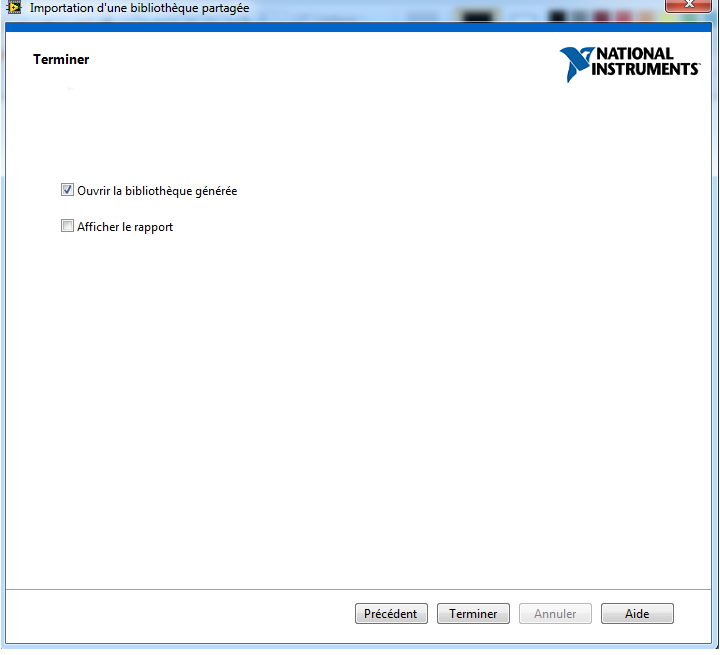 Importation d'une bibliothèque partagée
Terminer
NATIONAL
INSTRUMENTS
Ouvrir la bibliothèque générée
Afficher le rapport
Précédent Terminer Annuler Aide